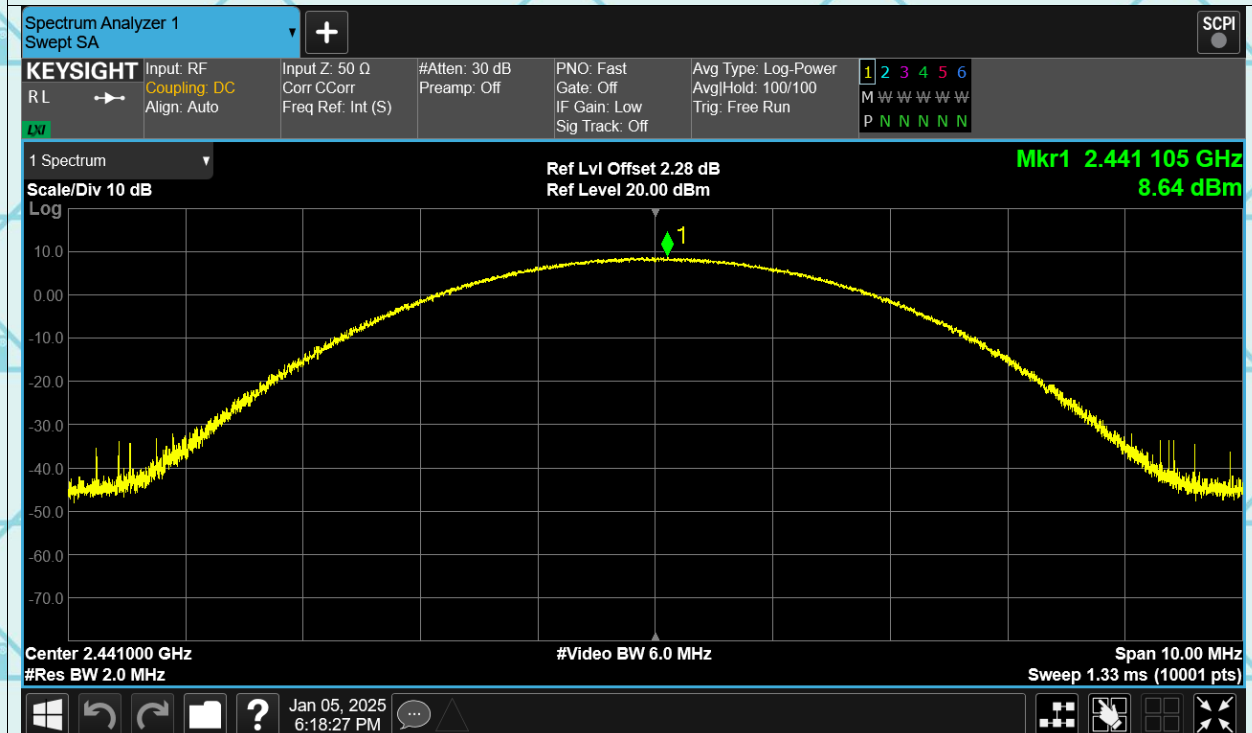 Spectrum Analyzer 1
Swept SA
+
SCPI
KEYSIGHT
RL
LXI
Input: RF
Coupling: DC
Align: Auto
Input Z: 50 Ω
Corr CCorr
Freq Ref: Int (S)
#Atten: 30 dB
Preamp: Off
PNO: Fast
Gate: Off
IF Gain: Low
Sig Track: Off
Avg Type: Log-Power
Avg|Hold: 100/100
Trig: Free Run
1 2 3 4 5 6
M W W W W W
P N N N N N
1 Spectrum
Scale/Div 10 dB
Ref Lvl Offset 2.28 dB
Ref Level 20.00 dBm
Mkr1 2.441 105 GHz
8.64 dBm
Log
1
10.0
0.00
-10.0
-20.0
-30.0
-40.0
-50.0
-60.0
-70.0
Center 2.441000 GHz
#Video BW 6.0 MHz
Span 10.00 MHz
#Res BW 2.0 MHz
Sweep 1.33 ms (10001 pts)
?
Jan 05, 2025
6:18:27 PM